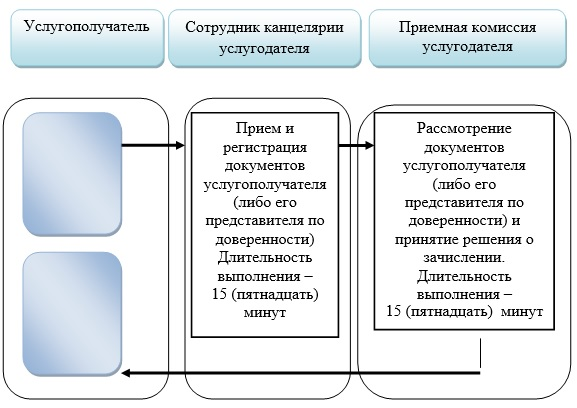 Услугополучатель
Сотрудник канцелярии
услугодателя
Приемная комиссия
услугодателя
Прием и
регистрация
документов
услугополучателя
(либо его
представителя по
доверенности)
Длительность
выполнения –
15 (пятнадцать)
минут
Рассмотрение
документов
услугополучателя
(либо его
представителя по
доверенности) и
принятие решения о
зачислении.
Длительность
выполнения –
15 (пятнадцать) минут